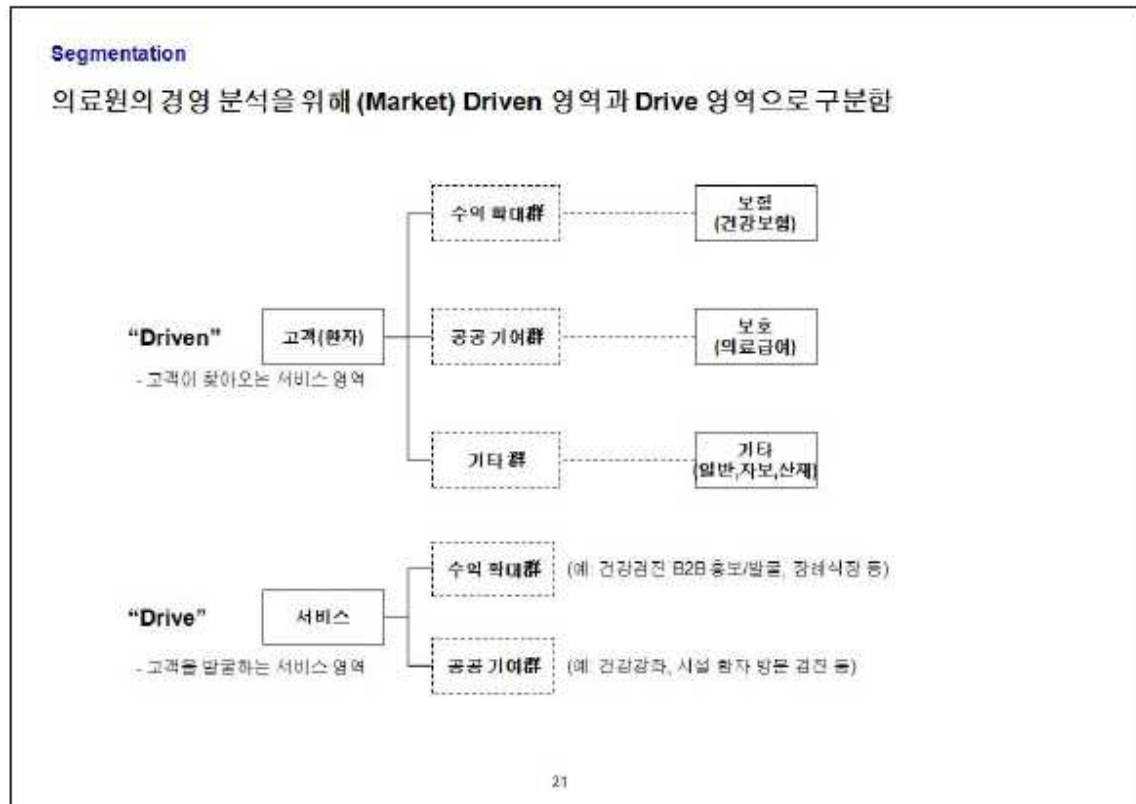 Segmentation
의료원의 경영 분석을 위해 (Market) Driven 영역과 Drive 영역으로 구분함
수익 확대群
보험
(건강보험)
“Driven”
고객(환자)
- 고객이 찾아오는 서비스 영역
공공 기여群
보호
(의료급여)
기타 群
기타
(일반,자보,산재)
수익 확대群
(예: 건강검진 B2B 홍보/발굴, 장례식장 등)
“Drive”
서비스
- 고객을 발굴하는 서비스 영역
공공 기여群
(예: 건강강좌, 시설 환자 방문 검진 등)
21